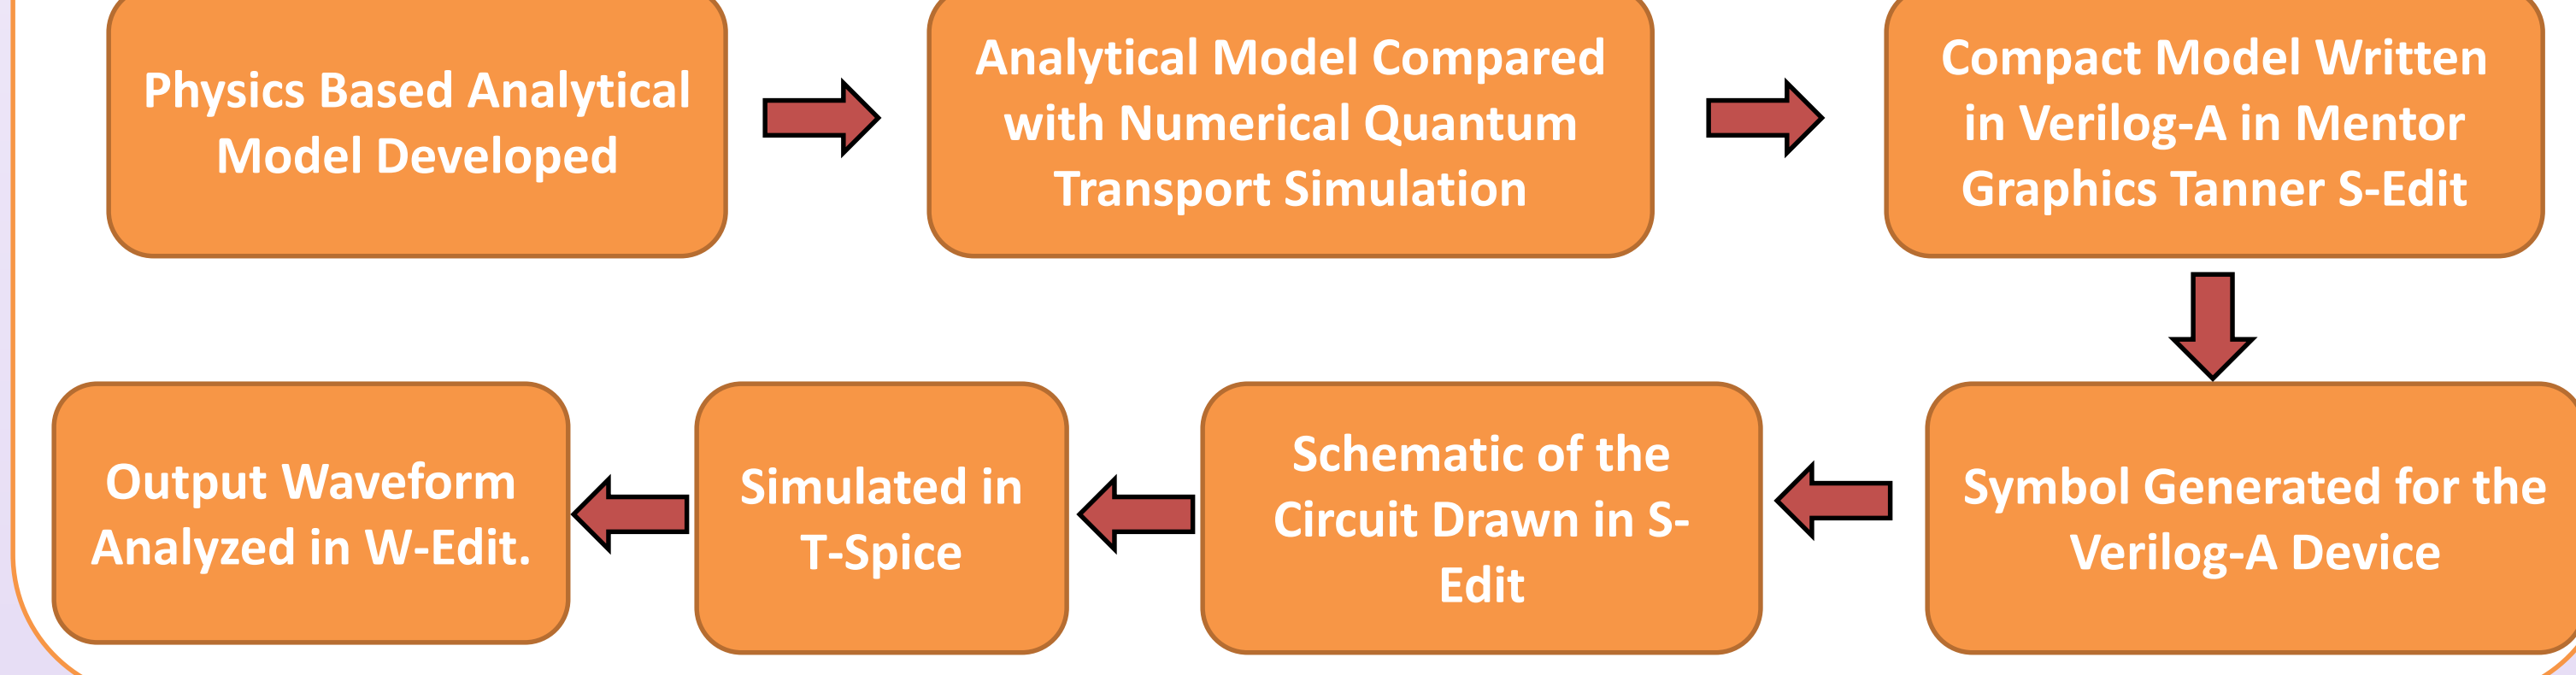 Physics Based Analytical
Model Developed
Analytical Model Compared
with Numerical Quantum
Transport Simulation
Compact Model Written
in Verilog-A in Mentor
Graphics Tanner S-Edit
Symbol Generated for the
Verilog-A Device
Schematic of the
Circuit Drawn in S-
Edit
Simulated in
T-Spice
Output Waveform
Analyzed in W-Edit.